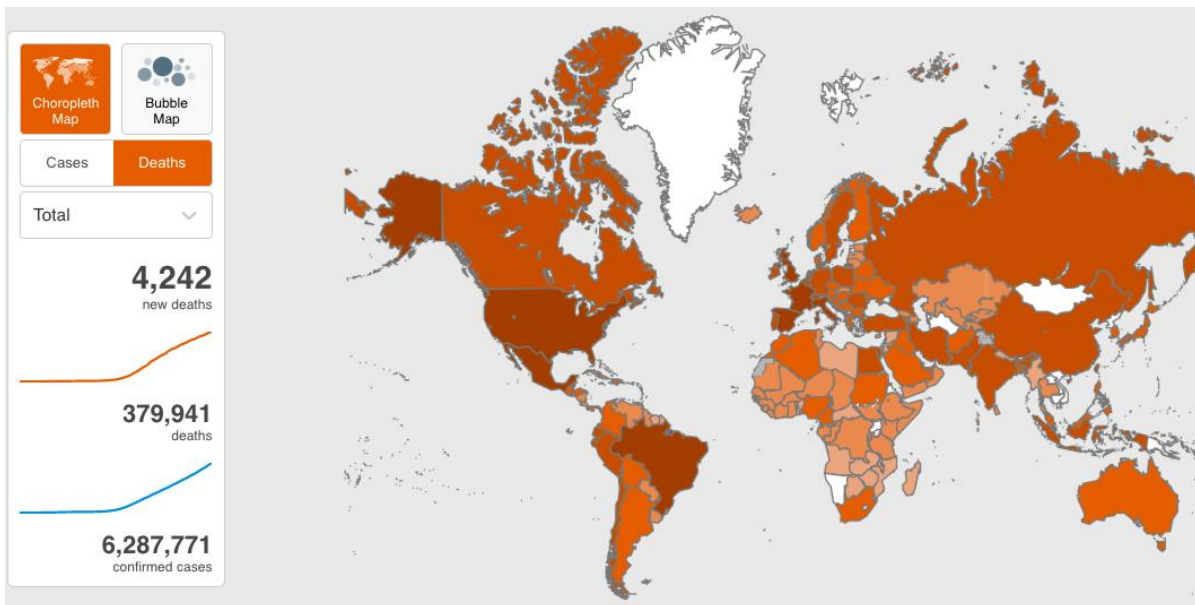 Choropleth
Map
Bubble
Map
Cases
Deaths
Total
4,242
new deaths
379,941
deaths
6,287,771
confirmed cases